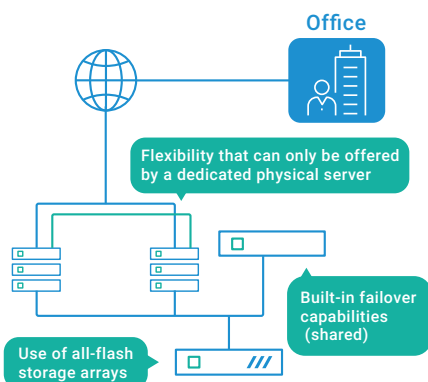 Office
Flexibility that can only be offered
by a dedicated physical server
Built-in failover
capabilities
(shared)
Use of all-flash
storage arrays